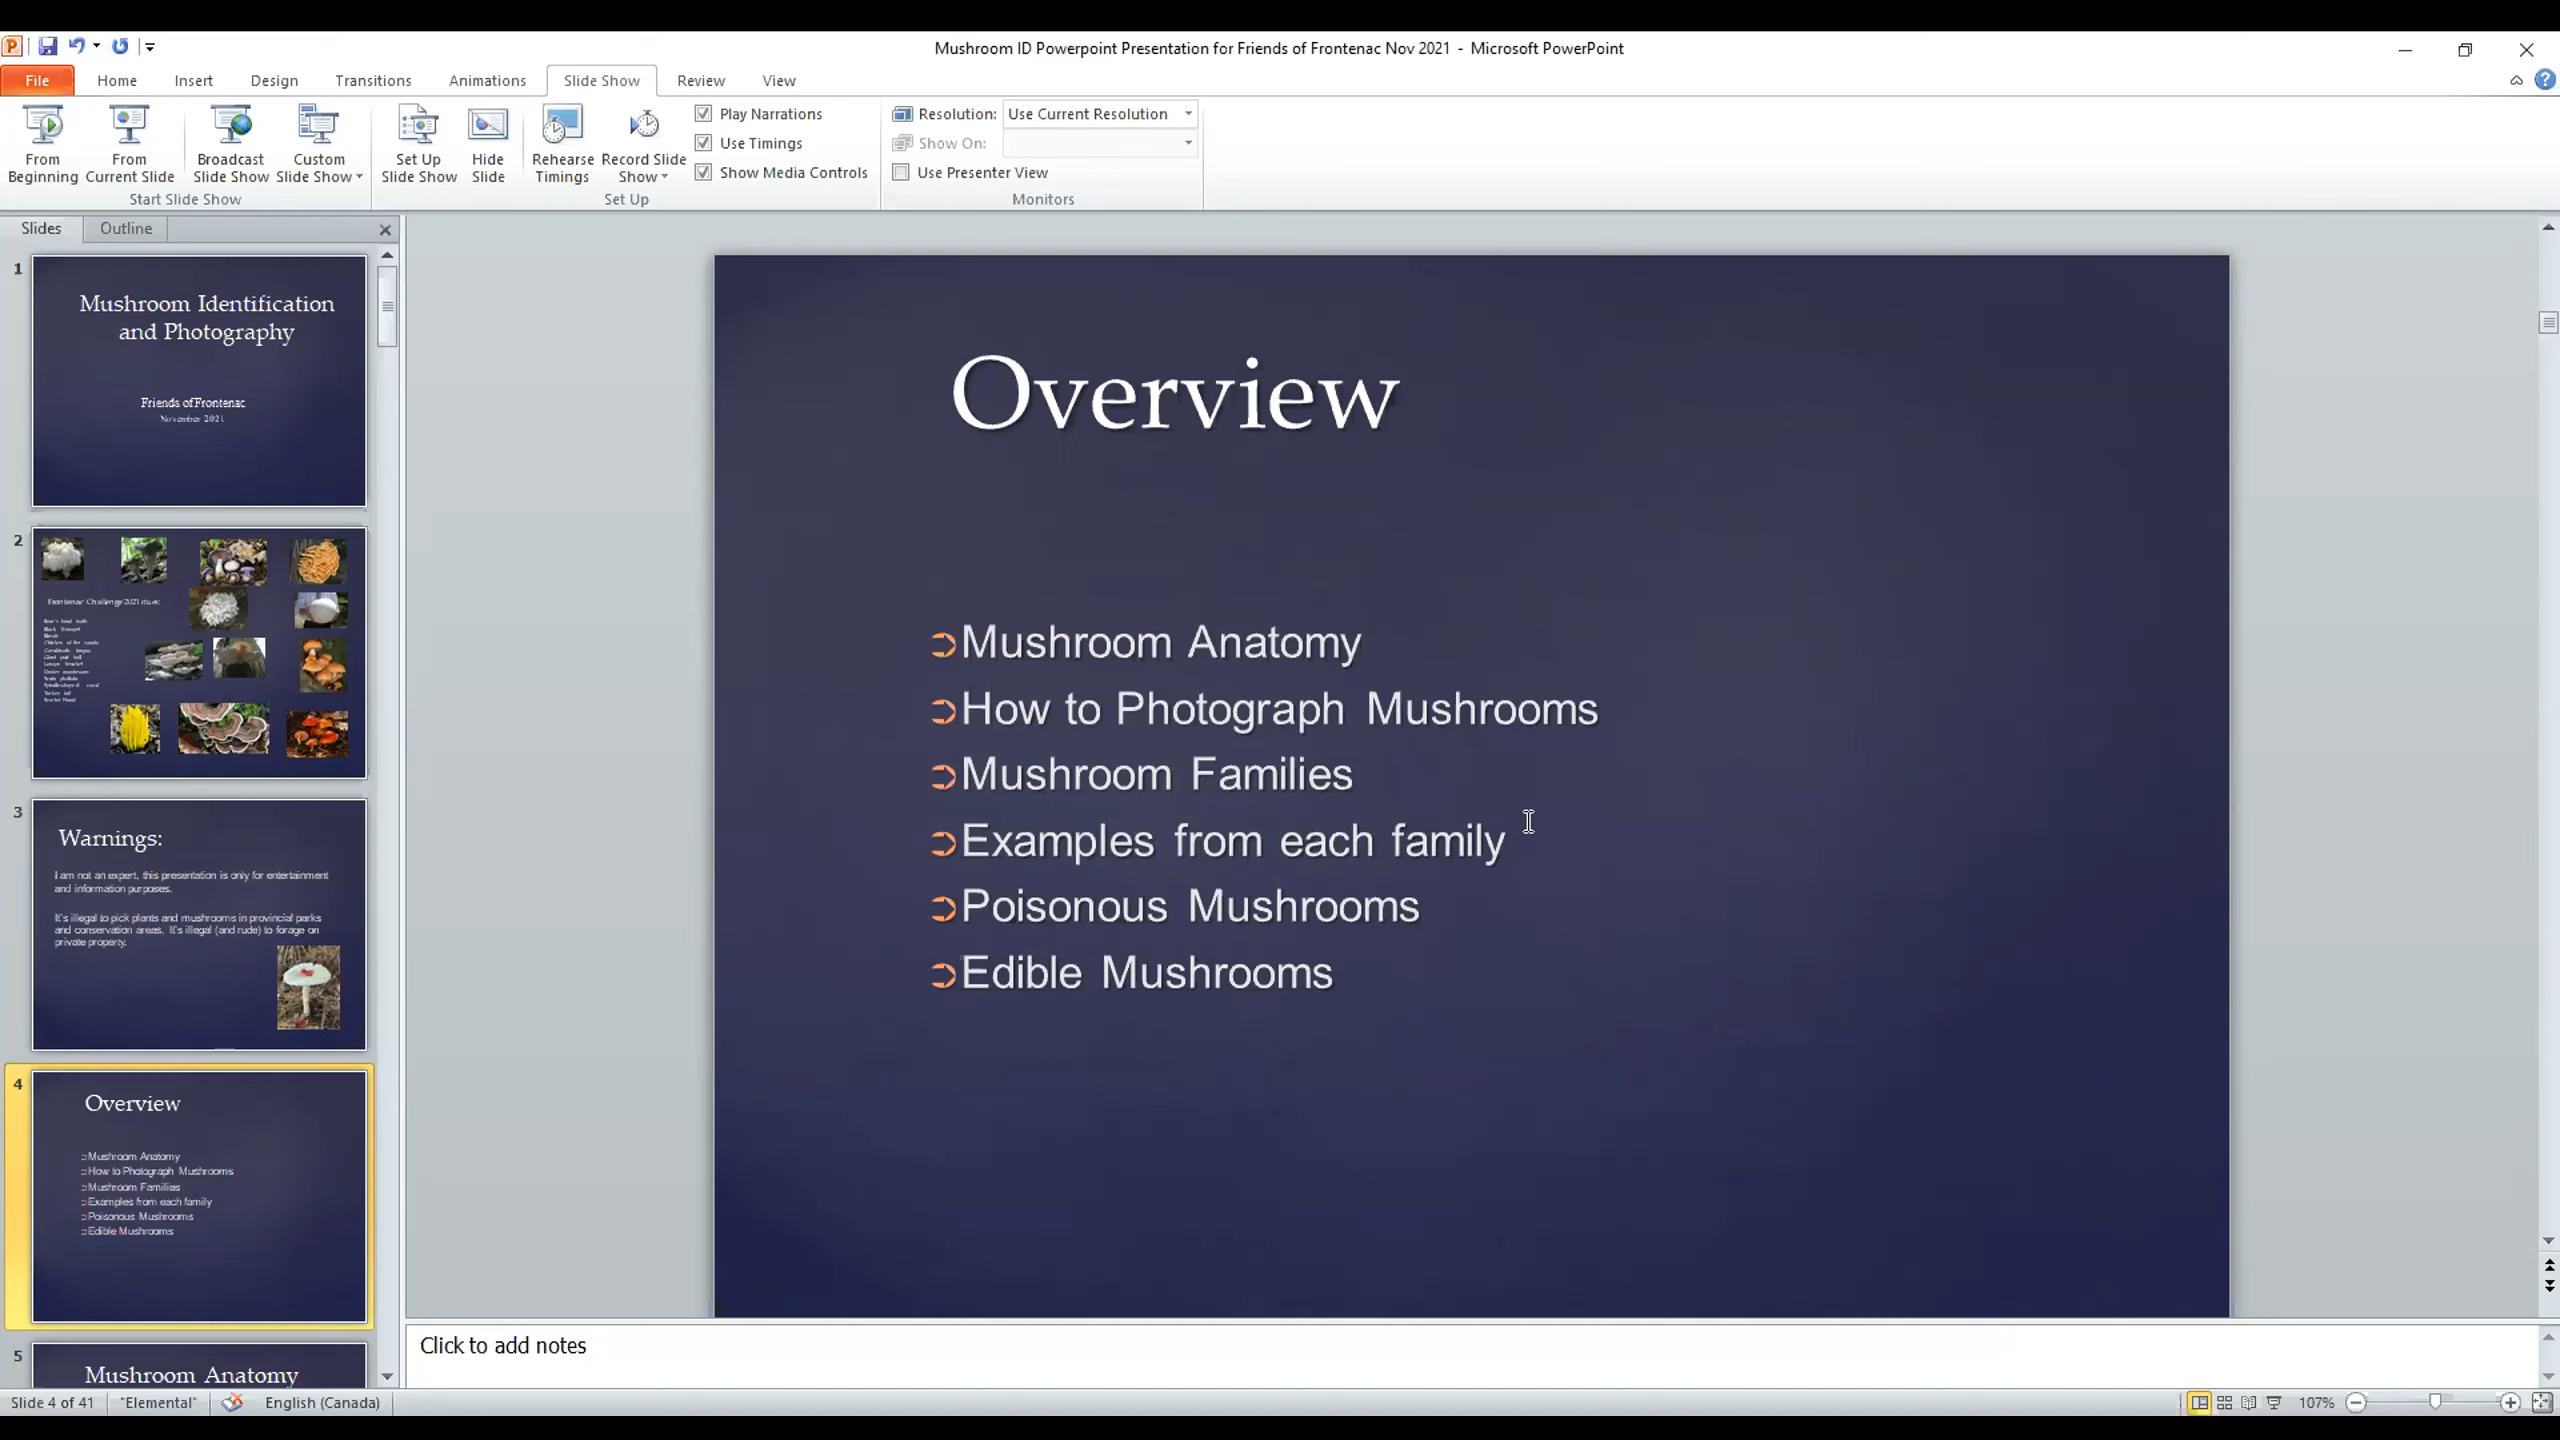 Mushroom ID Powerpoint Presentation for Friends of Frontenac Nov 2021 - Microsoft PowerPoint
File Home Insert Design Transitions Animations Slide Show Review View
From Beginning
From Current Slide
Broadcast Slide Show
Custom Slide Show
Start Slide Show
Set Up Slide Show
Hide Slide
Rehearse Timings
Record Slide Show
Play Narrations
Use Timings
Show Media Controls
Set Up
Resolution: Use Current Resolution
Show On:
Use Presenter View
Monitors
Slides Outline
1
Mushroom Identification
and Photography
Friends of Frontenac
November 2021
2
Frontenac Challenge 2021
3
Warnings:
I am not an expert, this presentation is only for entertainment
and information purposes.
It's illegal to pick plants and mushrooms in provincial parks
and conservation areas. It's illegal (and rude) to forage on
private property.
4
Overview
Mushroom Anatomy
How to Photograph Mushrooms
Mushroom Families
Examples from each family
Poisonous Mushrooms
Edible Mushrooms
5
Mushroom Anatomy
Overview
Mushroom Anatomy
How to Photograph Mushrooms
Mushroom Families
Examples from each family
Poisonous Mushrooms
Edible Mushrooms
Click to add notes
Slide 4 of 41 "Elemental" English (Canada) 107%